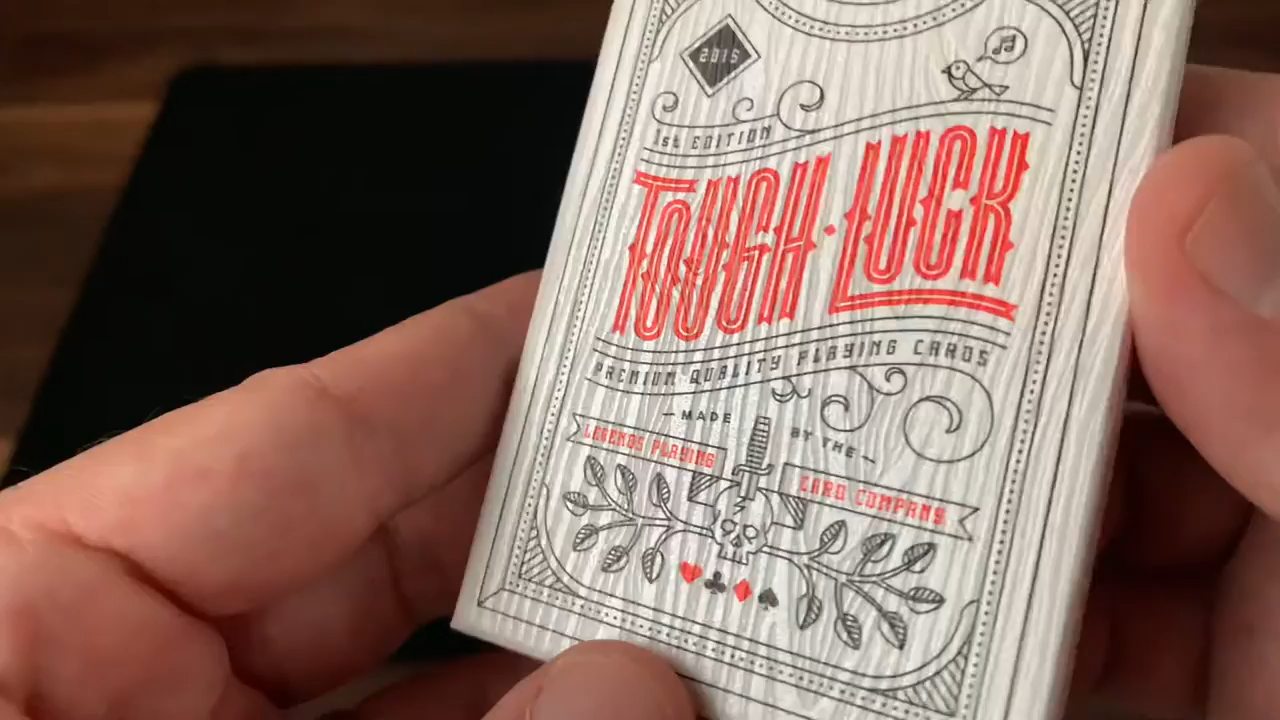 2015
1st EDITION
TOUGH · LUCK
PREMIUM QUALITY PLAYING CARDS
— MADE BY THE —
LEGENDS PLAYING CARD COMPANY